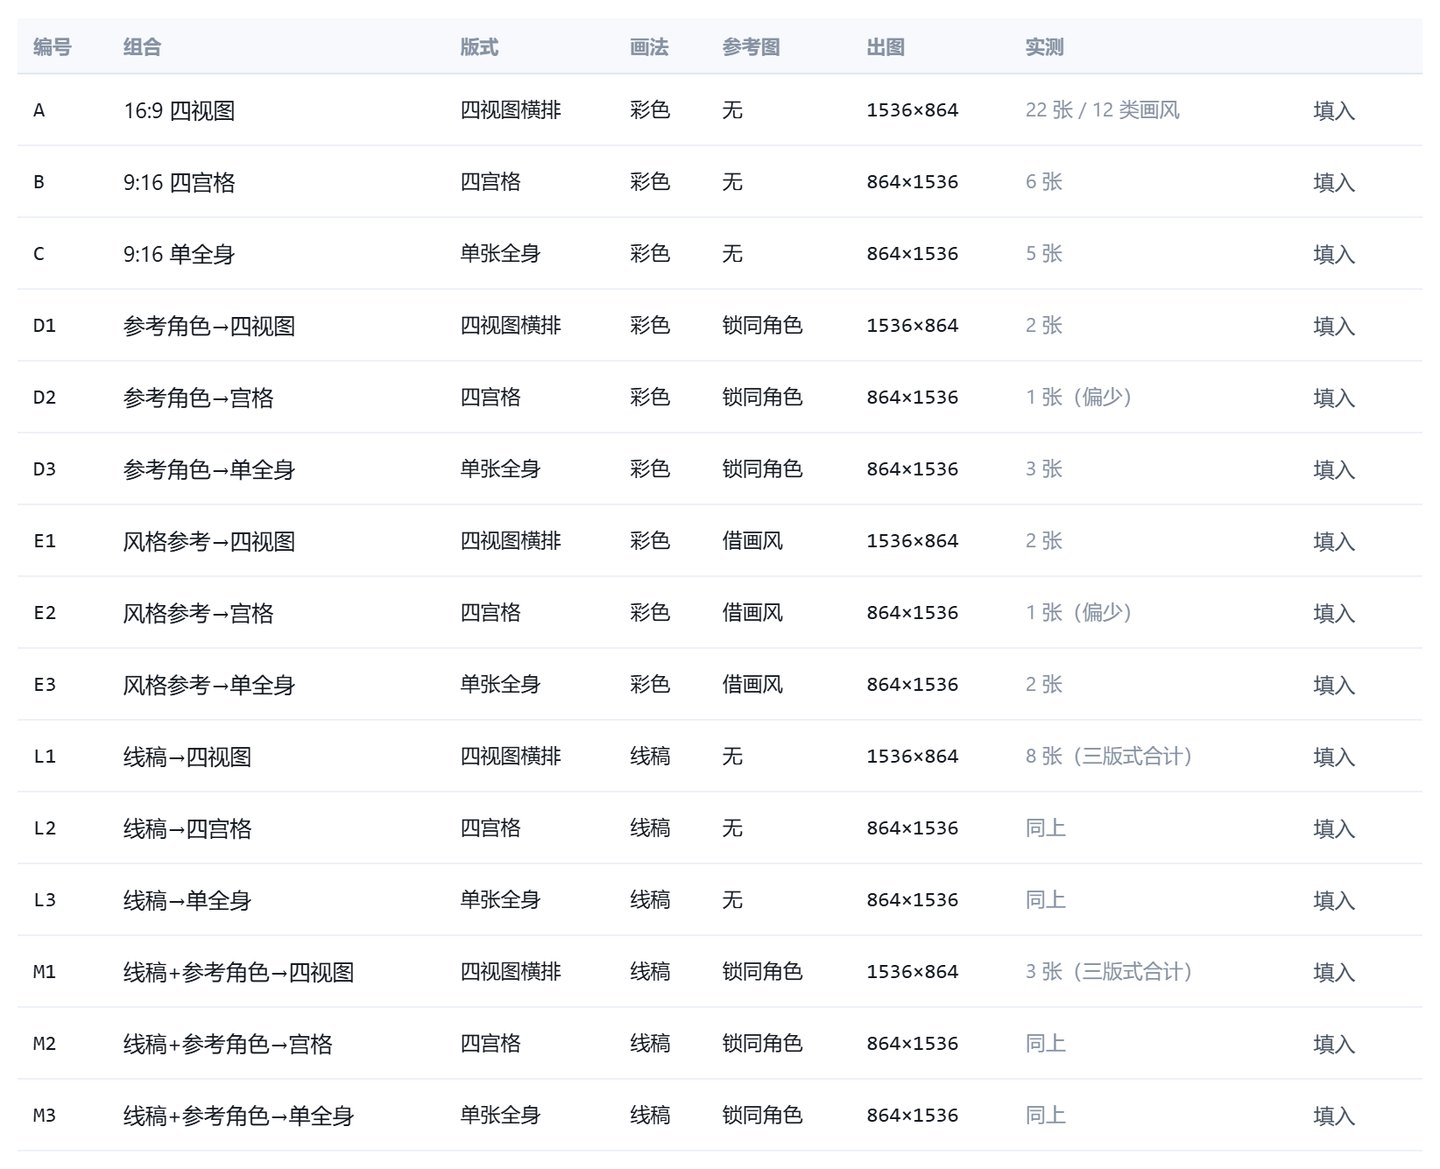 编号 组合 版式 画法 参考图 出图 实测
A 16:9 四视图 四视图横排 彩色 无 1536×864 22 张 / 12 类画风 填入
B 9:16 四宫格 四宫格 彩色 无 864×1536 6 张 填入
C 9:16 单全身 单张全身 彩色 无 864×1536 5 张 填入
D1 参考角色→四视图 四视图横排 彩色 锁同角色 1536×864 2 张 填入
D2 参考角色→宫格 四宫格 彩色 锁同角色 864×1536 1 张（偏少） 填入
D3 参考角色→单全身 单张全身 彩色 锁同角色 864×1536 3 张 填入
E1 风格参考→四视图 四视图横排 彩色 借画风 1536×864 2 张 填入
E2 风格参考→宫格 四宫格 彩色 借画风 864×1536 1 张（偏少） 填入
E3 风格参考→单全身 单张全身 彩色 借画风 864×1536 2 张 填入
L1 线稿→四视图 四视图横排 线稿 无 1536×864 8 张（三版式合计） 填入
L2 线稿→四宫格 四宫格 线稿 无 864×1536 同上 填入
L3 线稿→单全身 单张全身 线稿 无 864×1536 同上 填入
M1 线稿+参考角色→四视图 四视图横排 线稿 锁同角色 1536×864 3 张（三版式合计） 填入
M2 线稿+参考角色→宫格 四宫格 线稿 锁同角色 864×1536 同上 填入
M3 线稿+参考角色→单全身 单张全身 线稿 锁同角色 864×1536 同上 填入